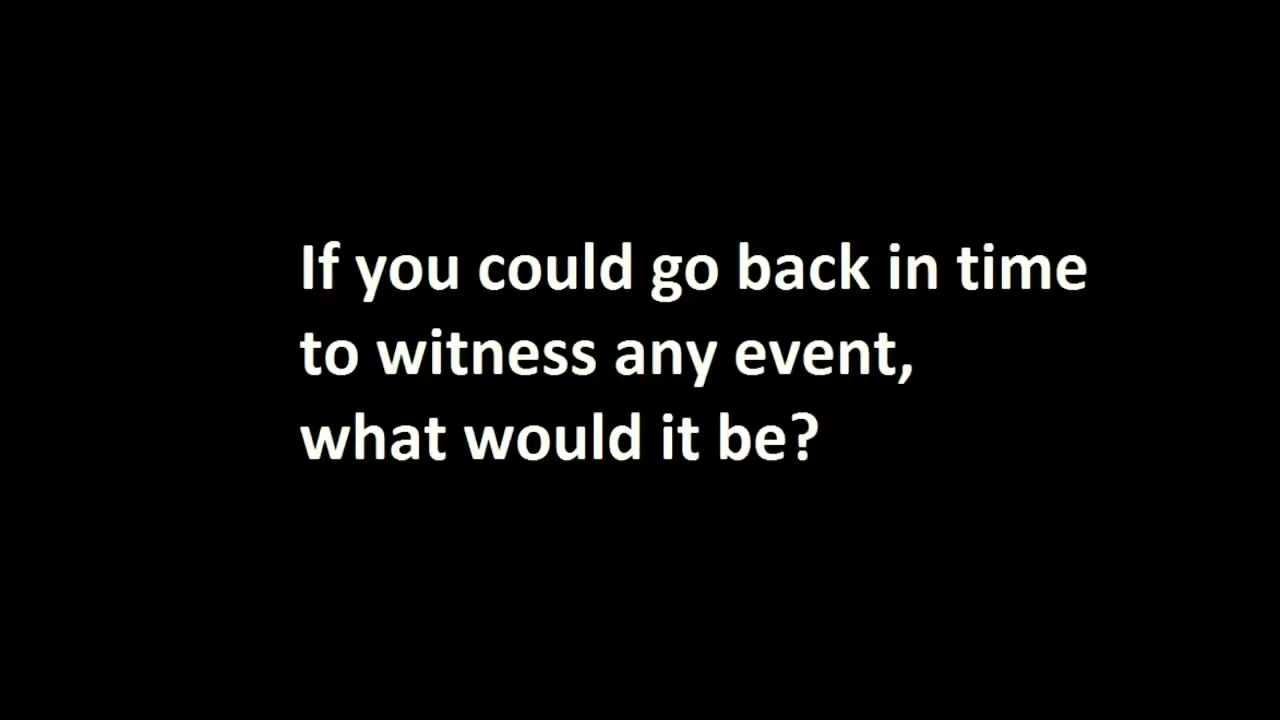 If you could go back in time
to witness any event,
what would it be?